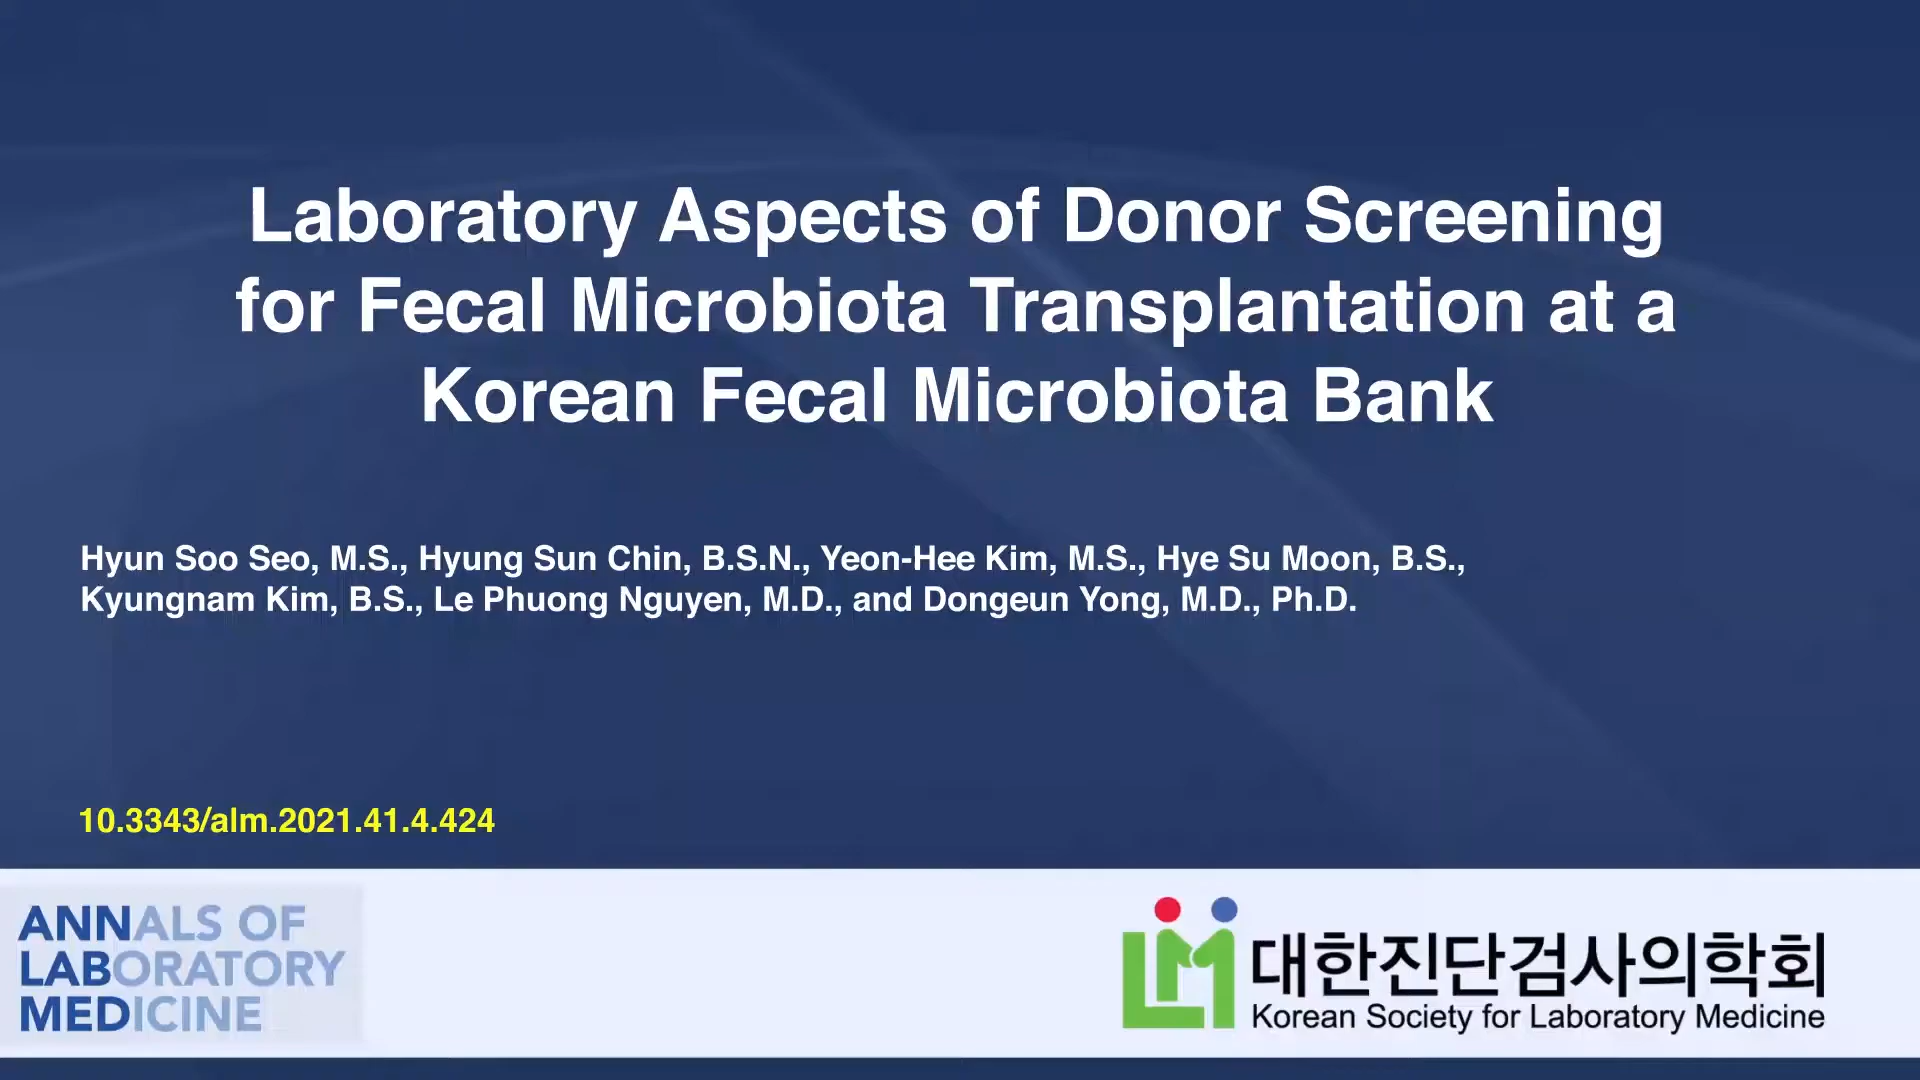 Laboratory Aspects of Donor Screening
for Fecal Microbiota Transplantation at a
Korean Fecal Microbiota Bank
Hyun Soo Seo, M.S., Hyung Sun Chin, B.S.N., Yeon-Hee Kim, M.S., Hye Su Moon, B.S.,
Kyungnam Kim, B.S., Le Phuong Nguyen, M.D., and Dongeun Yong, M.D., Ph.D.
10.3343/alm.2021.41.4.424
ANNALS OF
LABORATORY
MEDICINE
LM
대한진단검사의학회
Korean Society for Laboratory Medicine